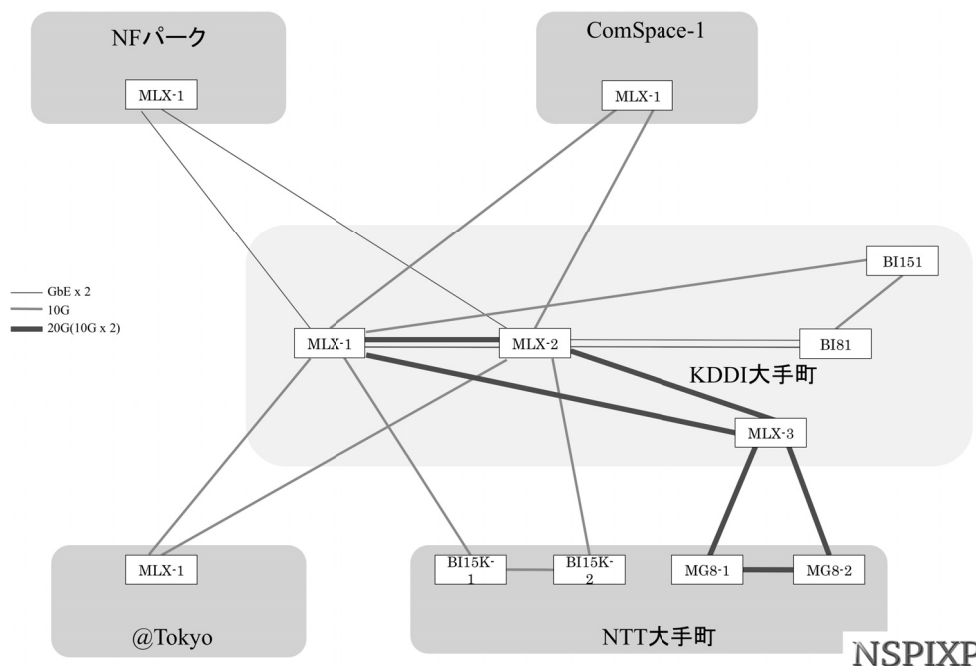 NFパーク
ComSpace-1
MLX-1
MLX-1
BI151
GbE x 2
10G
20G(10G x 2)
MLX-1
MLX-2
BI81
KDDI大手町
MLX-3
MLX-1
BI15K-
1
BI15K-
2
MG8-1
MG8-2
@Tokyo
NTT大手町
NSPIXP